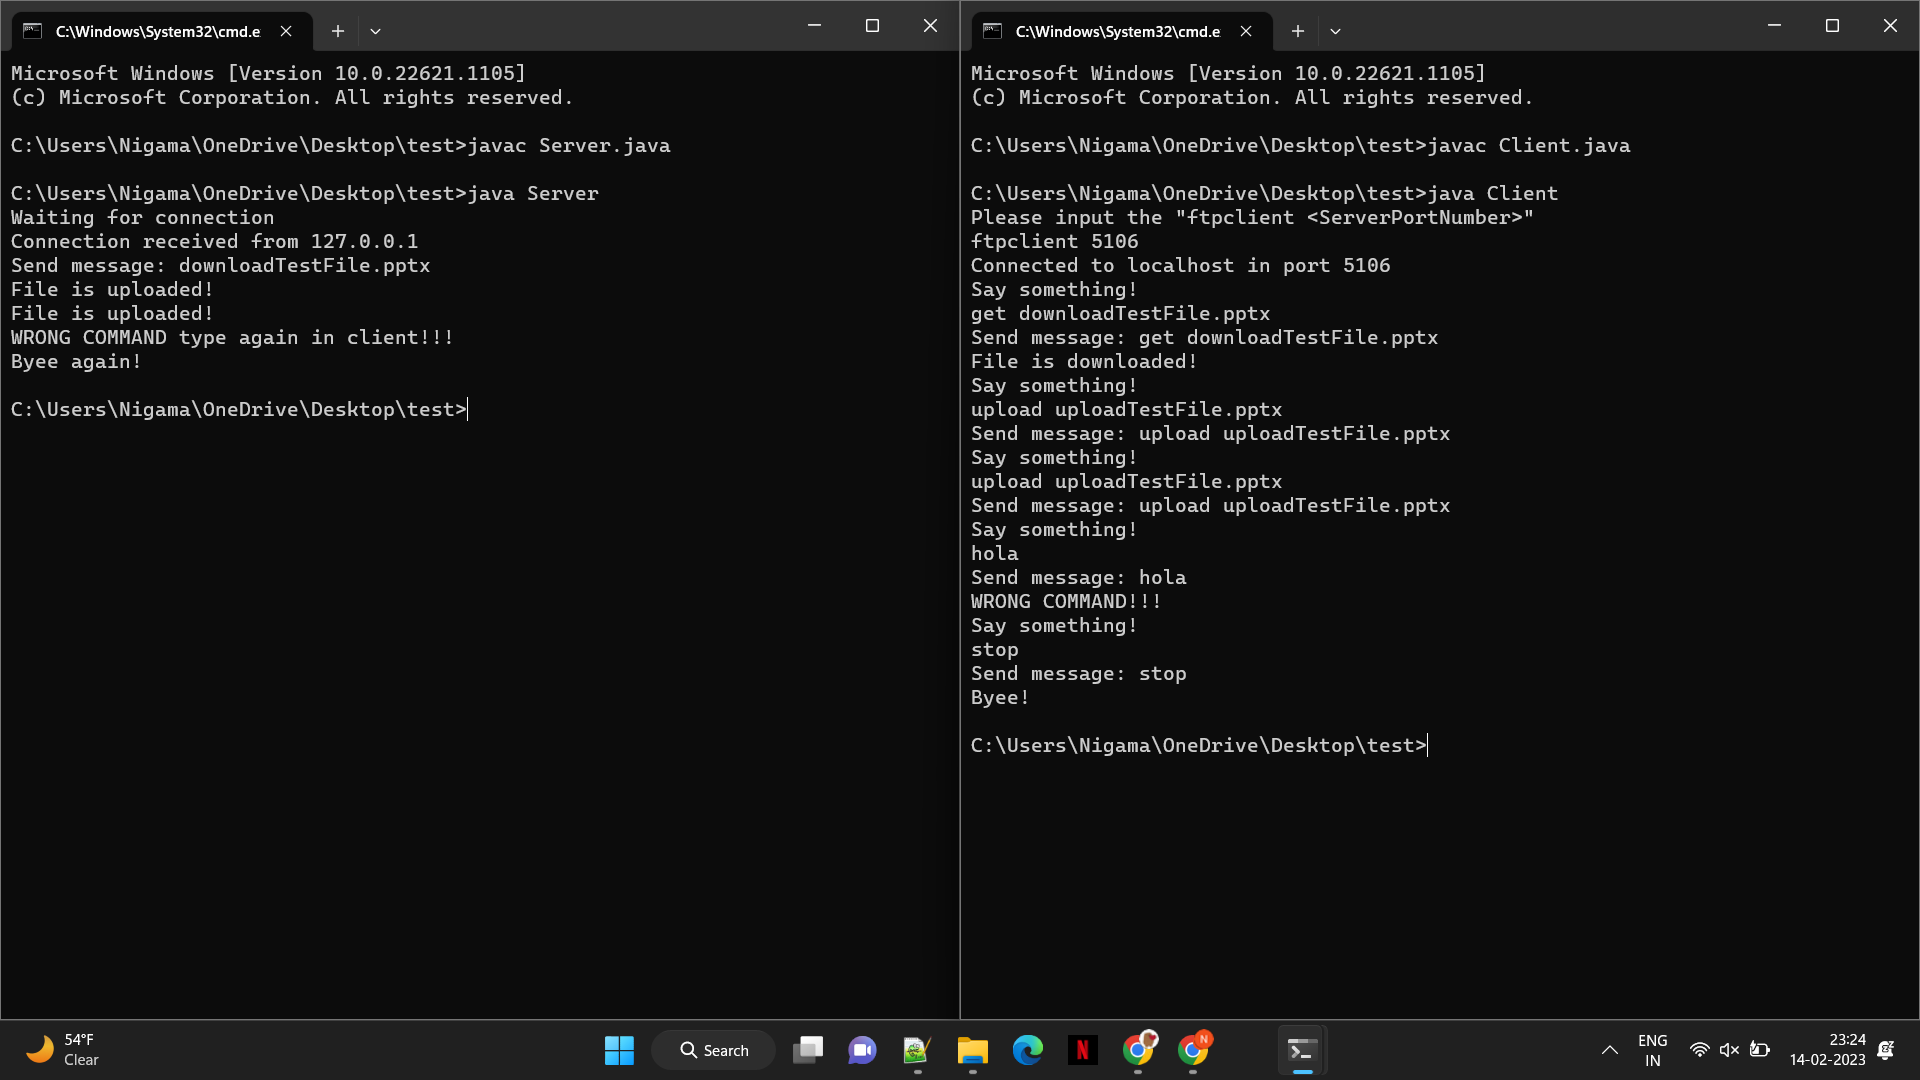 C:\Windows\System32\cmd.e
Microsoft Windows [Version 10.0.22621.1105]
(c) Microsoft Corporation. All rights reserved.
C:\Users\Nigama\OneDrive\Desktop\test>javac Server.java
C:\Users\Nigama\OneDrive\Desktop\test>java Server
Waiting for connection
Connection received from 127.0.0.1
Send message: downloadTestFile.pptx
File is uploaded!
File is uploaded!
WRONG COMMAND type again in client!!!
Byee again!
C:\Users\Nigama\OneDrive\Desktop\test>
C:\Windows\System32\cmd.e
Microsoft Windows [Version 10.0.22621.1105]
(c) Microsoft Corporation. All rights reserved.
C:\Users\Nigama\OneDrive\Desktop\test>javac Client.java
C:\Users\Nigama\OneDrive\Desktop\test>java Client
Please input the "ftpclient <ServerPortNumber>"
ftpclient 5106
Connected to localhost in port 5106
Say something!
get downloadTestFile.pptx
Send message: get downloadTestFile.pptx
File is downloaded!
Say something!
upload uploadTestFile.pptx
Send message: upload uploadTestFile.pptx
Say something!
upload uploadTestFile.pptx
Send message: upload uploadTestFile.pptx
Say something!
hola
Send message: hola
WRONG COMMAND!!!
Say something!
stop
Send message: stop
Byee!
C:\Users\Nigama\OneDrive\Desktop\test>
54°F
Clear
Search
N
N
ENG
IN
23:24
14-02-2023